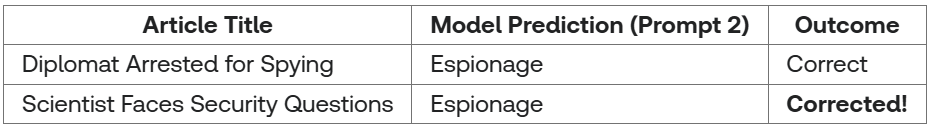 Article Title Model Prediction (Prompt 2) Outcome
Diplomat Arrested for Spying Espionage Correct
Scientist Faces Security Questions Espionage Corrected!